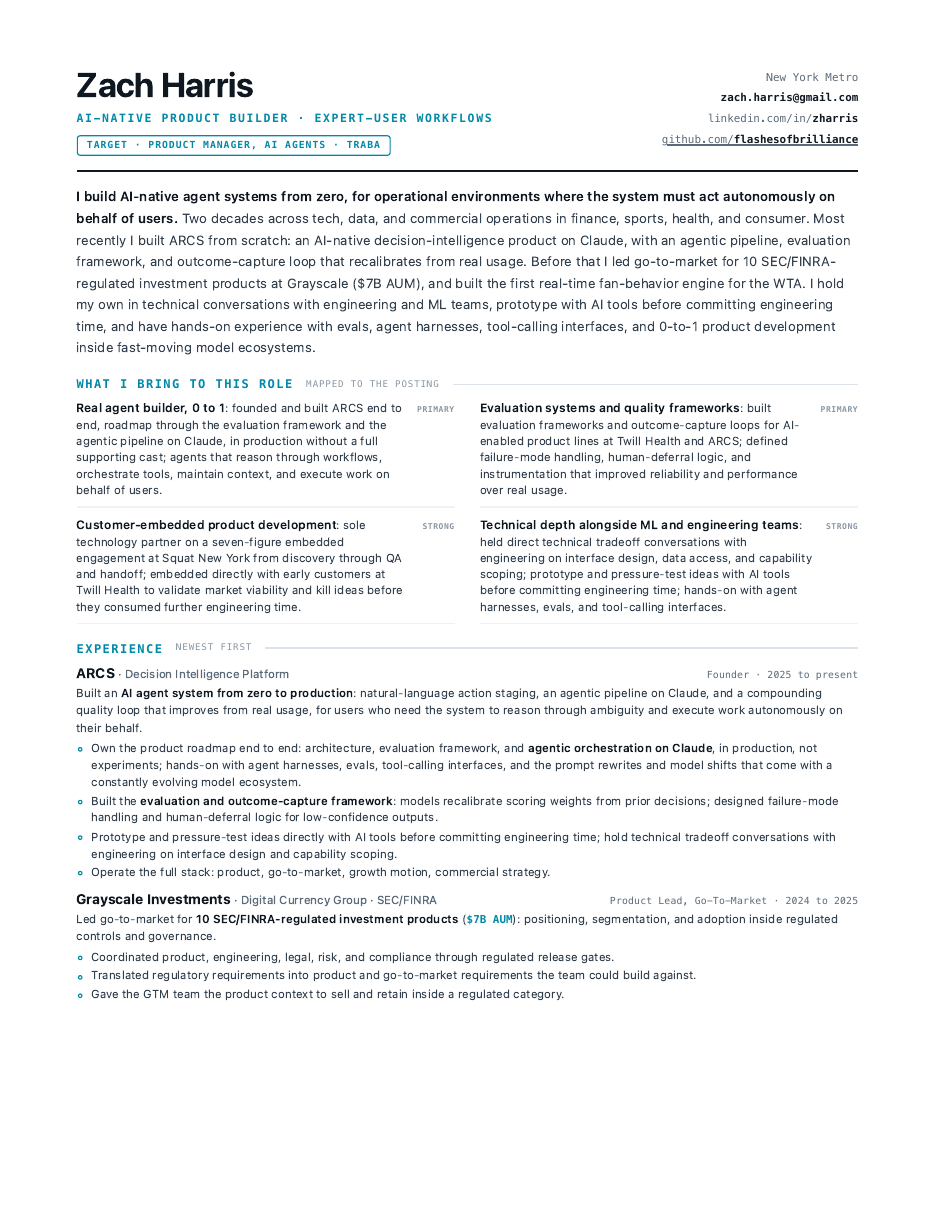 Zach Harris
New York Metro
zach.harris@gmail.com
AI-NATIVE PRODUCT BUILDER · EXPERT-USER WORKFLOWS
linkedin.com/in/zharris
TARGET · PRODUCT MANAGER, AI AGENTS · TRABA
github.com/flashesofbrilliance
I build AI-native agent systems from zero, for operational environments where the system must act autonomously on
behalf of users. Two decades across tech, data, and commercial operations in finance, sports, health, and consumer. Most
recently I built ARCS from scratch: an AI-native decision-intelligence product on Claude, with an agentic pipeline, evaluation
framework, and outcome-capture loop that recalibrates from real usage. Before that I led go-to-market for 10 SEC/FINRA-
regulated investment products at Grayscale ($7B AUM), and built the first real-time fan-behavior engine for the WTA. I hold
my own in technical conversations with engineering and ML teams, prototype with AI tools before committing engineering
time, and have hands-on experience with evals, agent harnesses, tool-calling interfaces, and 0-to-1 product development
inside fast-moving model ecosystems.
WHAT I BRING TO THIS ROLE MAPPED TO THE POSTING
Real agent builder, 0 to 1: founded and built ARCS end to PRIMARY
end, roadmap through the evaluation framework and the
agentic pipeline on Claude, in production without a full
supporting cast; agents that reason through workflows,
orchestrate tools, maintain context, and execute work on
behalf of users.
Evaluation systems and quality frameworks: built PRIMARY
evaluation frameworks and outcome-capture loops for AI-
enabled product lines at Twill Health and ARCS; defined
failure-mode handling, human-deferral logic, and
instrumentation that improved reliability and performance
over real usage.
Customer-embedded product development: sole STRONG
technology partner on a seven-figure embedded
engagement at Squat New York from discovery through QA
and handoff; embedded directly with early customers at
Twill Health to validate market viability and kill ideas before
they consumed further engineering time.
Technical depth alongside ML and engineering teams: STRONG
held direct technical tradeoff conversations with
engineering on interface design, data access, and capability
scoping; prototype and pressure-test ideas with AI tools
before committing engineering time; hands-on with agent
harnesses, evals, and tool-calling interfaces.
EXPERIENCE NEWEST FIRST
ARCS · Decision Intelligence Platform Founder · 2025 to present
Built an AI agent system from zero to production: natural-language action staging, an agentic pipeline on Claude, and a compounding
quality loop that improves from real usage, for users who need the system to reason through ambiguity and execute work autonomously on
their behalf.
Own the product roadmap end to end: architecture, evaluation framework, and agentic orchestration on Claude, in production, not
experiments; hands-on with agent harnesses, evals, tool-calling interfaces, and the prompt rewrites and model shifts that come with a
constantly evolving model ecosystem.
Built the evaluation and outcome-capture framework: models recalibrate scoring weights from prior decisions; designed failure-mode
handling and human-deferral logic for low-confidence outputs.
Prototype and pressure-test ideas directly with AI tools before committing engineering time; hold technical tradeoff conversations with
engineering on interface design and capability scoping.
Operate the full stack: product, go-to-market, growth motion, commercial strategy.
Grayscale Investments · Digital Currency Group · SEC/FINRA Product Lead, Go-To-Market · 2024 to 2025
Led go-to-market for 10 SEC/FINRA-regulated investment products ($7B AUM): positioning, segmentation, and adoption inside regulated
controls and governance.
Coordinated product, engineering, legal, risk, and compliance through regulated release gates.
Translated regulatory requirements into product and go-to-market requirements the team could build against.
Gave the GTM team the product context to sell and retain inside a regulated category.